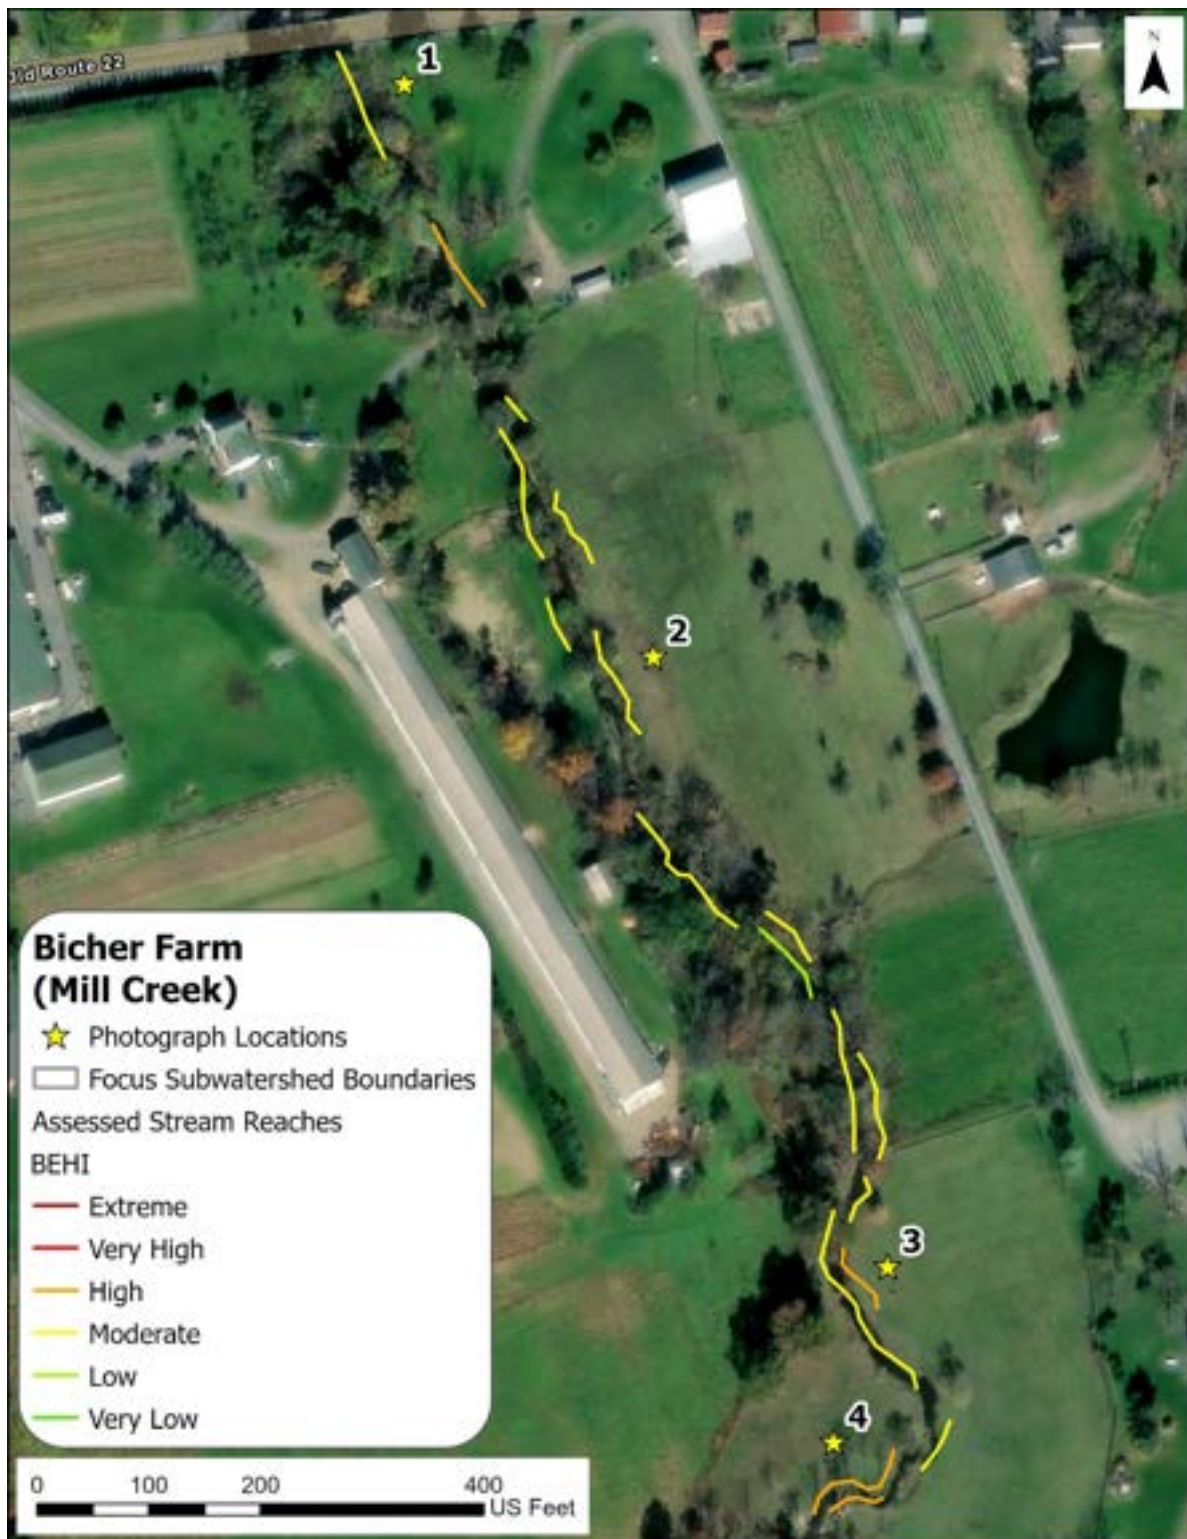 Old Route 22
1
N
2
3
4
Bicher Farm
(Mill Creek)
Photograph Locations
Focus Subwatershed Boundaries
Assessed Stream Reaches
BEHI
Extreme
Very High
High
Moderate
Low
Very Low
0 100 200 400
US Feet